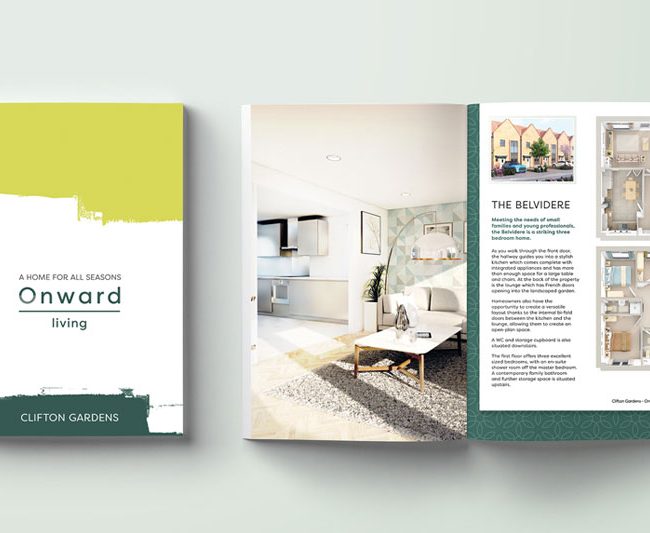 A HOME FOR ALL SEASONS
Onward
living
CLIFTON GARDENS
THE BELVIDERE
Meeting the needs of small
families and young professionals,
the Belvidere is a striking three
bedroom home.
As you walk through the front door,
the hallway guides you into a stylish
kitchen which comes complete with
integrated appliances and has more
than enough space for a large table
and chairs. At the back of the property
is the lounge which has French doors
opening into the landscaped garden.
Homeowners also have the
opportunity to create a versatile
layout thanks to the internal bi-fold
doors between the kitchen and the
lounge, allowing them to create an
open-plan space.
A WC and storage cupboard is also
situated downstairs.
The first floor offers three excellent
sized bedrooms, with an en-suite
shower room off the master bedroom.
A contemporary family bathroom
and further storage space is situated
upstairs.
Clifton Gardens - On